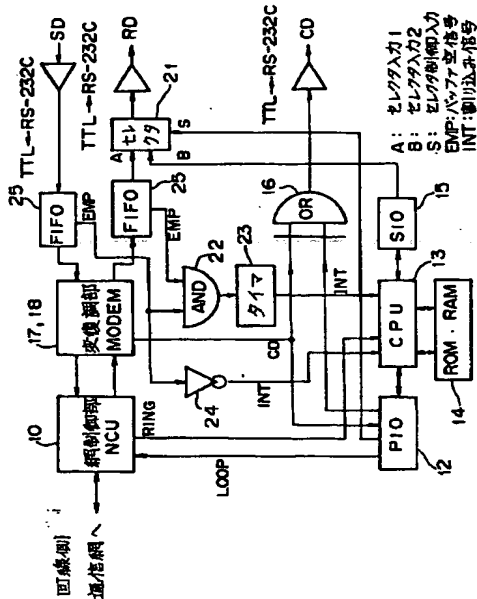 回線側
通信網へ
10
網制御部
NCU
17, 18
変復調部
MODEM
25
FIFO
EMP
TTL←RS-232C
SD
TTL→RS-232C
RD
21
セレ
クタ
A
B
S
FIFO
25
EMP
22
AND
23
タイマ
24
INT
INT
RING
LOOP
CD
16
OR
TTL→RS-232C
CD
15
SIO
13
CPU
12
PIO
14
ROM・RAM
A: セレクタ入力1
B: セレクタ入力2
S: セレクタ制御入力
EMP:バッファ空信号
INT:割り込み信号